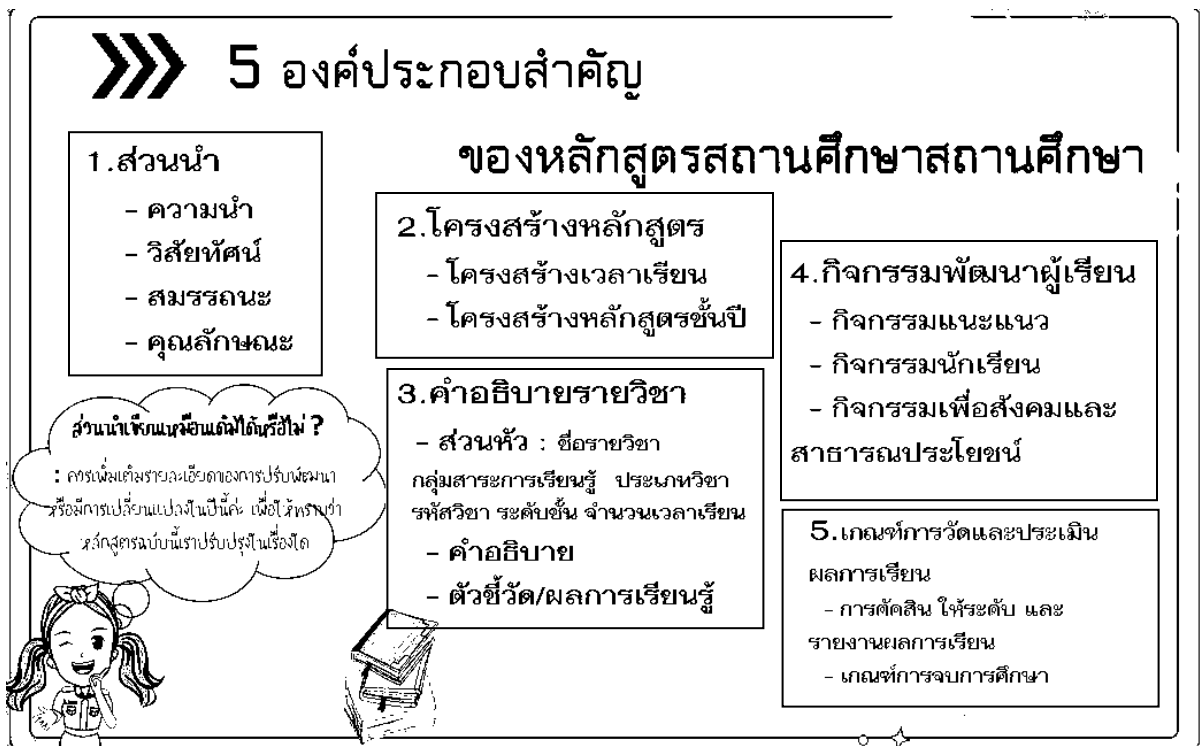 5 องค์ประกอบสำคัญ
ของหลักสูตรสถานศึกษาสถานศึกษา
1.ส่วนนำ
- ความนำ
- วิสัยทัศน์
- สมรรถนะ
- คุณลักษณะ
2.โครงสร้างหลักสูตร
- โครงสร้างเวลาเรียน
- โครงสร้างหลักสูตรชั้นปี
3.คำอธิบายรายวิชา
- ส่วนหัว : ชื่อรายวิชา
กลุ่มสาระการเรียนรู้ ประเภทวิชา
รหัสวิชา ระดับชั้น จำนวนเวลาเรียน
- คำอธิบาย
- ตัวชี้วัด/ผลการเรียนรู้
4.กิจกรรมพัฒนาผู้เรียน
- กิจกรรมแนะแนว
- กิจกรรมนักเรียน
- กิจกรรมเพื่อสังคมและ
สาธารณประโยชน์
5.เกณฑ์การวัดและประเมิน
ผลการเรียน
- การตัดสิน ให้ระดับ และ
รายงานผลการเรียน
- เกณฑ์การจบการศึกษา
ส่วนนำเขียนเหมือนเดิมได้หรือไม่ ?
: ควรเพิ่มเติมรายละเอียดของการปรับพัฒนา
หรือมีการเปลี่ยนแปลงในปีนี้ค่ะ เพื่อให้ทราบว่า
หลักสูตรฉบับนี้เราปรับปรุงในเรื่องใด